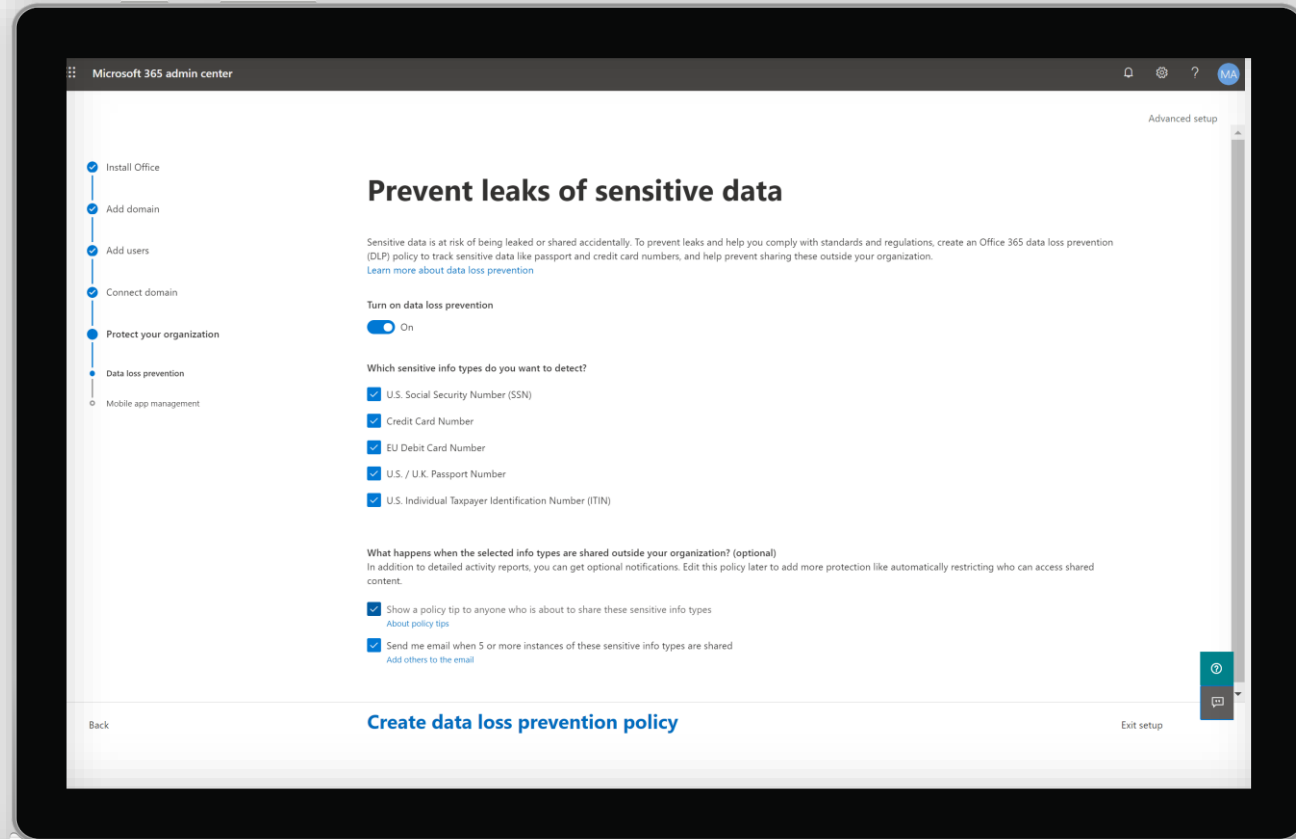 Microsoft 365 admin center
MA
Advanced setup
Install Office
Add domain
Add users
Connect domain
Protect your organization
Data loss prevention
Mobile app management
Prevent leaks of sensitive data
Sensitive data is at risk of being leaked or shared accidentally. To prevent leaks and help you comply with standards and regulations, create an Office 365 data loss prevention
(DLP) policy to track sensitive data like passport and credit card numbers, and help prevent sharing these outside your organization.
Learn more about data loss prevention
Turn on data loss prevention
On
Which sensitive info types do you want to detect?
U.S. Social Security Number (SSN)
Credit Card Number
EU Debit Card Number
U.S. / U.K. Passport Number
U.S. Individual Taxpayer Identification Number (ITIN)
What happens when the selected info types are shared outside your organization? (optional)
In addition to detailed activity reports, you can get optional notifications. Edit this policy later to add more protection like automatically restricting who can access shared
content.
Show a policy tip to anyone who is about to share these sensitive info types
About policy tips
Send me email when 5 or more instances of these sensitive info types are shared
Add others to the email
Back
Create data loss prevention policy
Exit setup